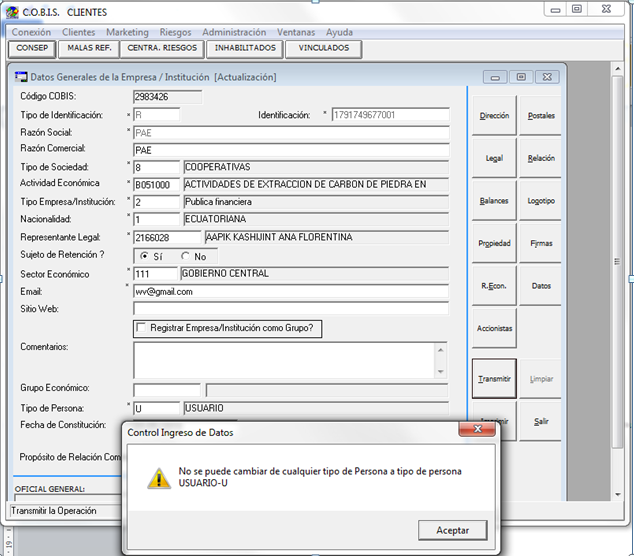 C.O.B.I.S. CLIENTES
Conexión Clientes Marketing Riesgos Administración Ventanas Ayuda
CONSEP MALAS REF. CENTRA. RIESGOS INHABILITADOS VINCULADOS
Datos Generales de la Empresa / Institución [Actualización]
Código COBIS: 2983426
Tipo de Identificación: * R Identificación: * 1791749677001
Razón Social: * PAE
Razón Comercial: PAE
Tipo de Sociedad: * 8 COOPERATIVAS
Actividad Económica * B051000 ACTIVIDADES DE EXTRACCION DE CARBON DE PIEDRA EN
Tipo Empresa/Institución: * 2 Publica financiera
Nacionalidad: * 1 ECUATORIANA
Representante Legal: * 2166028 AAPIK KASHIJINT ANA FLORENTINA
Sujeto de Retención ? Sí No
Sector Económico * 111 GOBIERNO CENTRAL
Email: * wv@gmail.com
Sitio Web:
Registrar Empresa/Institución como Grupo?
Comentarios:
Grupo Económico:
Tipo de Persona: * U USUARIO
Fecha de Constitución:
Propósito de Relación Com
OFICIAL GENERAL:
Transmitir la Operación
Dirección Postales
Legal Relación
Balances Logotipo
Propiedad Firmas
R.Econ. Datos
Accionistas
Transmitir Limpiar
Imprimir Salir
Control Ingreso de Datos
No se puede cambiar de cualquier tipo de Persona a tipo de persona
USUARIO-U
Aceptar